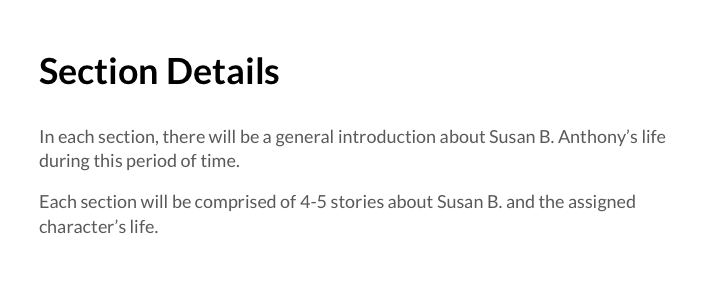 Section Details
In each section, there will be a general introduction about Susan B. Anthony’s life
during this period of time.
Each section will be comprised of 4-5 stories about Susan B. and the assigned
character’s life.